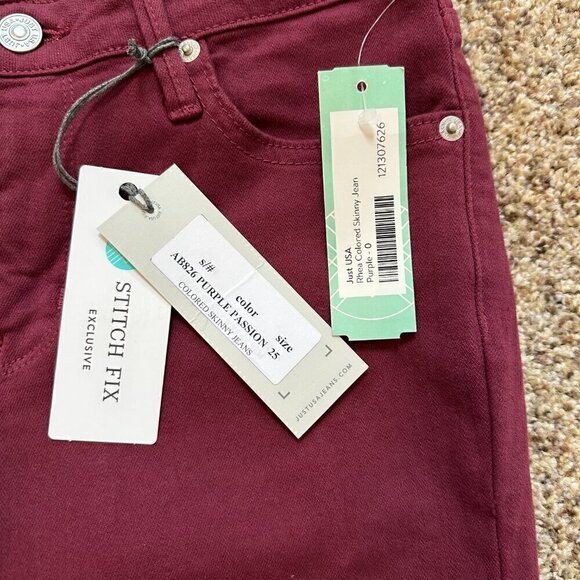 STITCH FIX
EXCLUSIVE
s/# color size
AB826 PURPLE PASSION 25
COLORED SKINNY JEANS
JUSTUSAJEANS.COM
Just USA
Rhea Colored Skinny Jean
Purple - 0
121307626